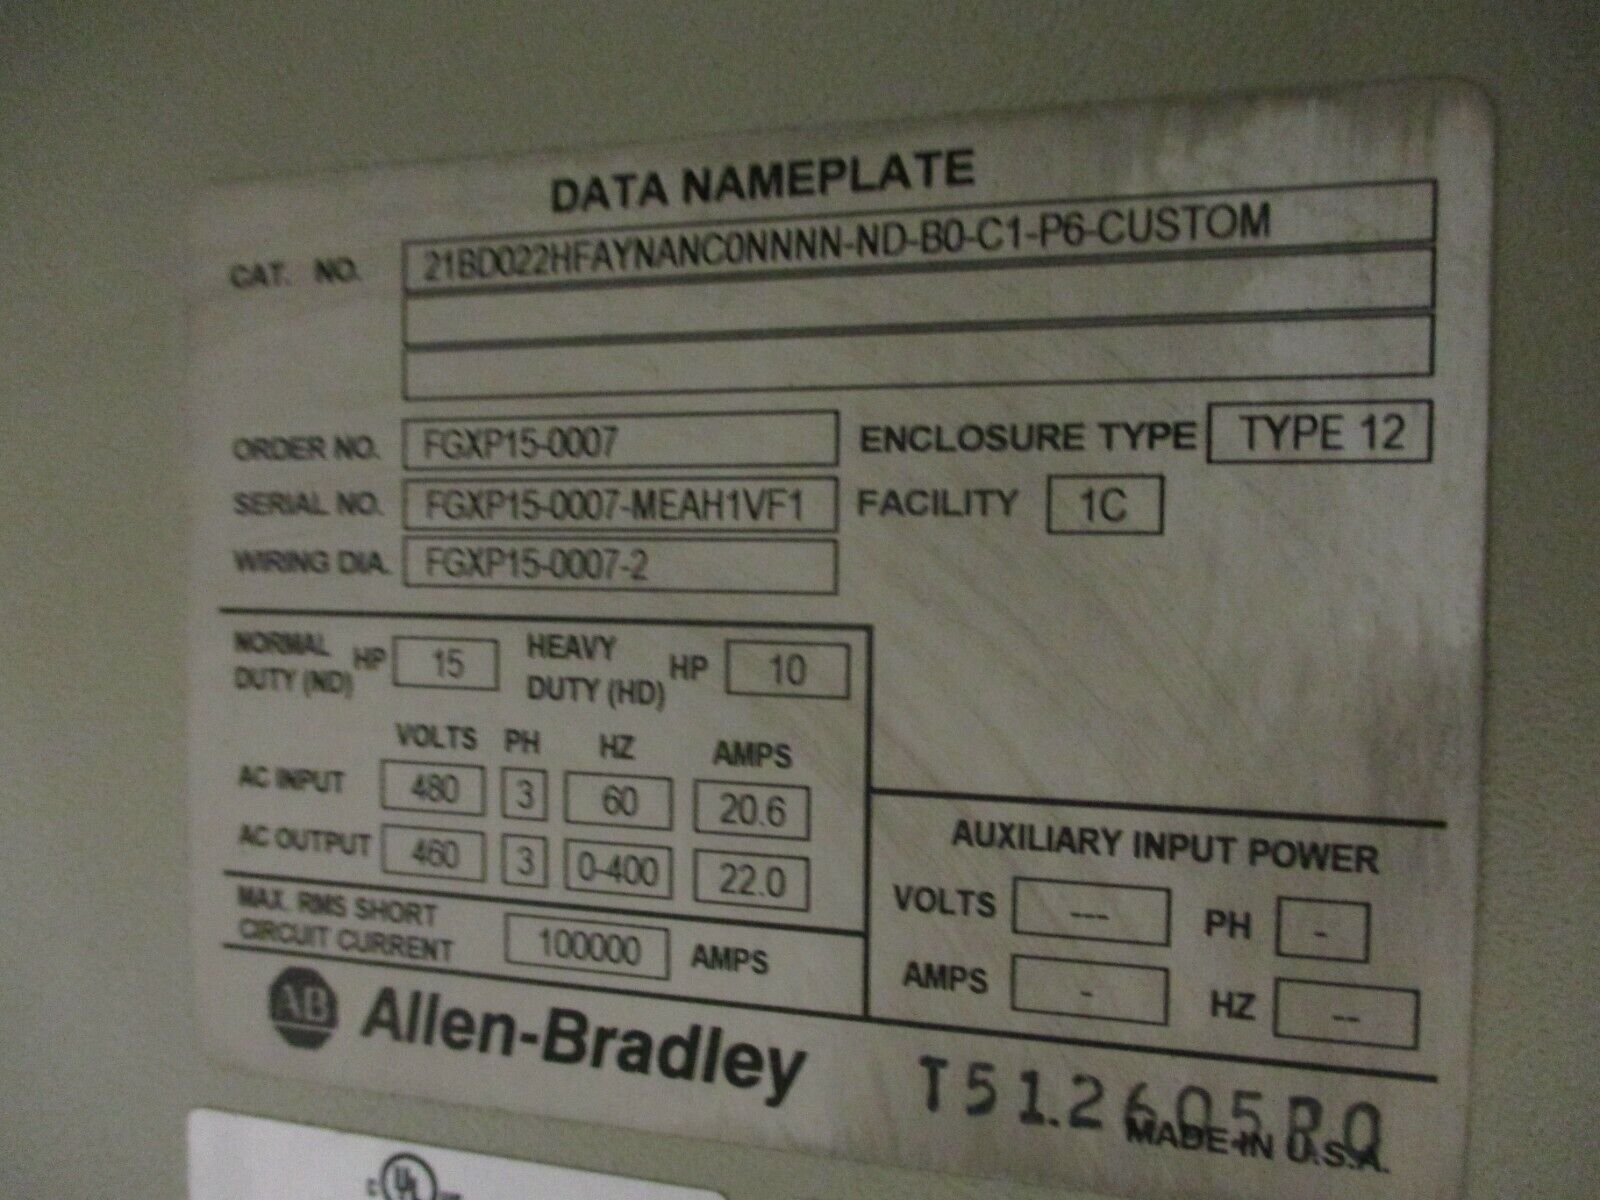 DATA NAMEPLATE
CAT. NO. 21BD022HFAYNANC0NNNN-ND-B0-C1-P6-CUSTOM
ORDER NO. FGXP15-0007 ENCLOSURE TYPE TYPE 12
SERIAL NO. FGXP15-0007-MEAH1VF1 FACILITY 1C
WIRING DIA. FGXP15-0007-2
NORMAL DUTY (ND) HP 15 HEAVY DUTY (HD) HP 10
VOLTS PH HZ AMPS
AC INPUT 480 3 60 20.6
AC OUTPUT 460 3 0-400 22.0
MAX. RMS SHORT
CIRCUIT CURRENT 100000 AMPS
AUXILIARY INPUT POWER
VOLTS --- PH -
AMPS - HZ --
AB Allen-Bradley
MADE IN U.S.A.
C UL